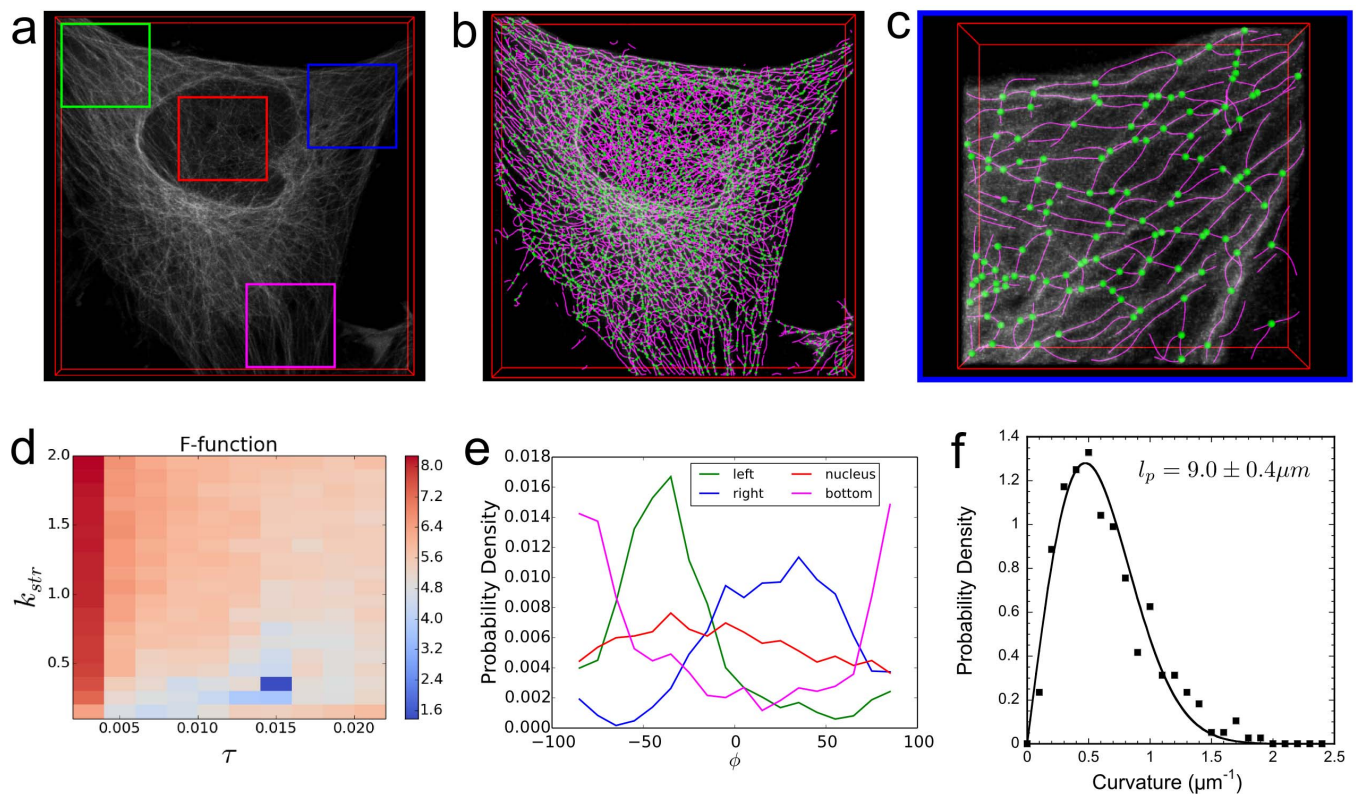 a
b
c
d
F-function
k_str
2.0
1.5
1.0
0.5
0.005
0.010
0.015
0.020
τ
8.0
7.2
6.4
5.6
4.8
4.0
3.2
2.4
1.6
e
Probability Density
0.018
0.016
0.014
0.012
0.010
0.008
0.006
0.004
0.002
0.000
−100
−50
0
50
100
ϕ
left
right
nucleus
bottom
f
l_p = 9.0 ± 0.4μm
Probability Density
1.4
1.2
1
0.8
0.6
0.4
0.2
0
0
0.5
1
1.5
2
2.5
Curvature (μm⁻¹)